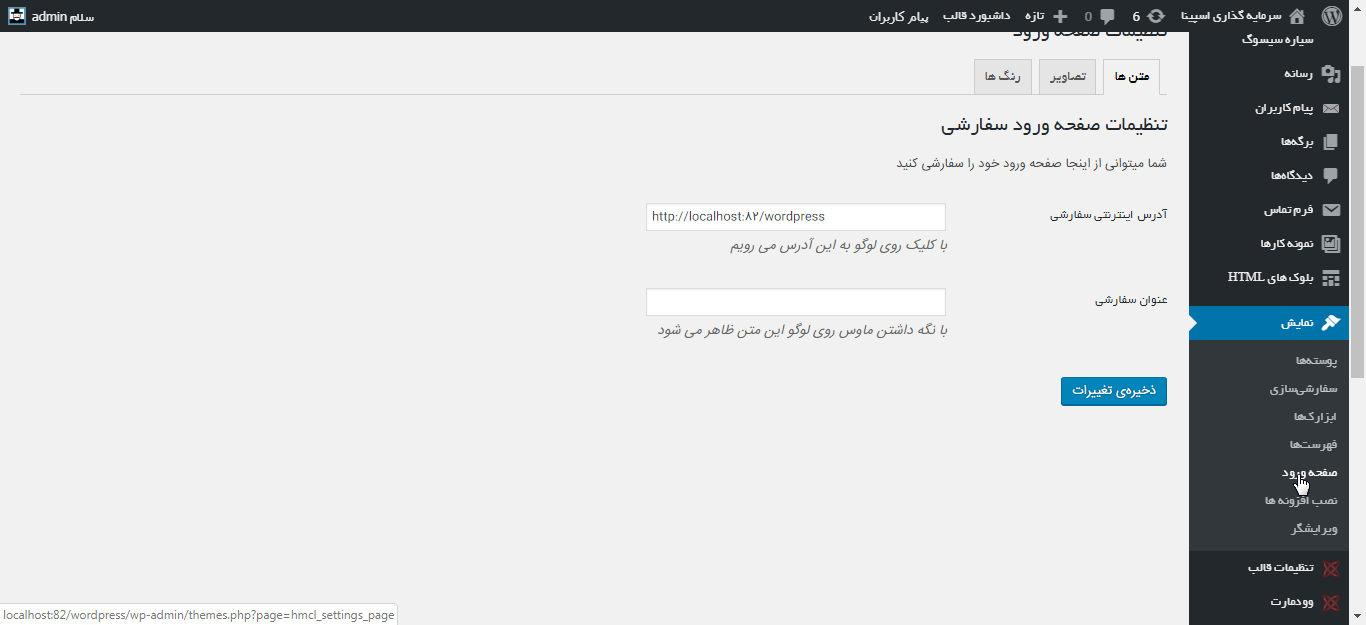 سرمایه گذاری اسپینا
6
0
تازه
داشبورد قالب
پیام کاربران
سلام admin
سیاره سیسوگ
رسانه
پیام کاربران
برگه‌ها
دیدگاه‌ها
فرم تماس
نمونه کارها
بلوک های HTML
نمایش
پوسته‌ها
سفارشی‌سازی
ابزارک‌ها
فهرست‌ها
صفحه ورود
نصب افزونه ها
ویرایشگر
تنظیمات قالب
وودمارت
تنظیمات صفحه ورود
متن ها
تصاویر
رنگ ها
تنظیمات صفحه ورود سفارشی
شما میتوانی از اینجا صفحه ورود خود را سفارشی کنید
آدرس اینترنتی سفارشی
http://localhost:۸۲/wordpress
با کلیک روی لوگو به این آدرس می رویم
عنوان سفارشی
با نگه داشتن ماوس روی لوگو این متن ظاهر می شود
ذخیره‌ی تغییرات
localhost:82/wordpress/wp-admin/themes.php?page=hmcl_settings_page